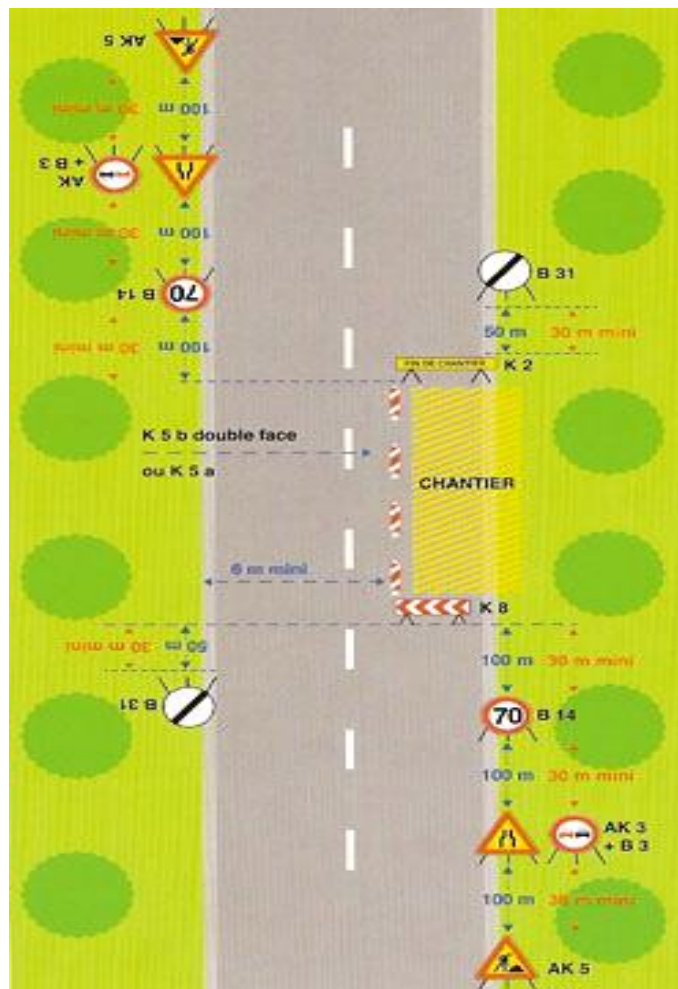 AK 5
30 m mini 100 m
AK
+ B 3
30 m mini 100 m
70 B 14
30 m mini 100 m
B 31
50 m 30 m mini
FIN DE CHANTIER K 2
K 5 b double face
ou K 5 a
CHANTIER
6 m mini
K 8
30 m mini 50 m
B 31
100 m 30 m mini
70 B 14
100 m 30 m mini
AK 3
+ B 3
100 m 30 m mini
AK 5